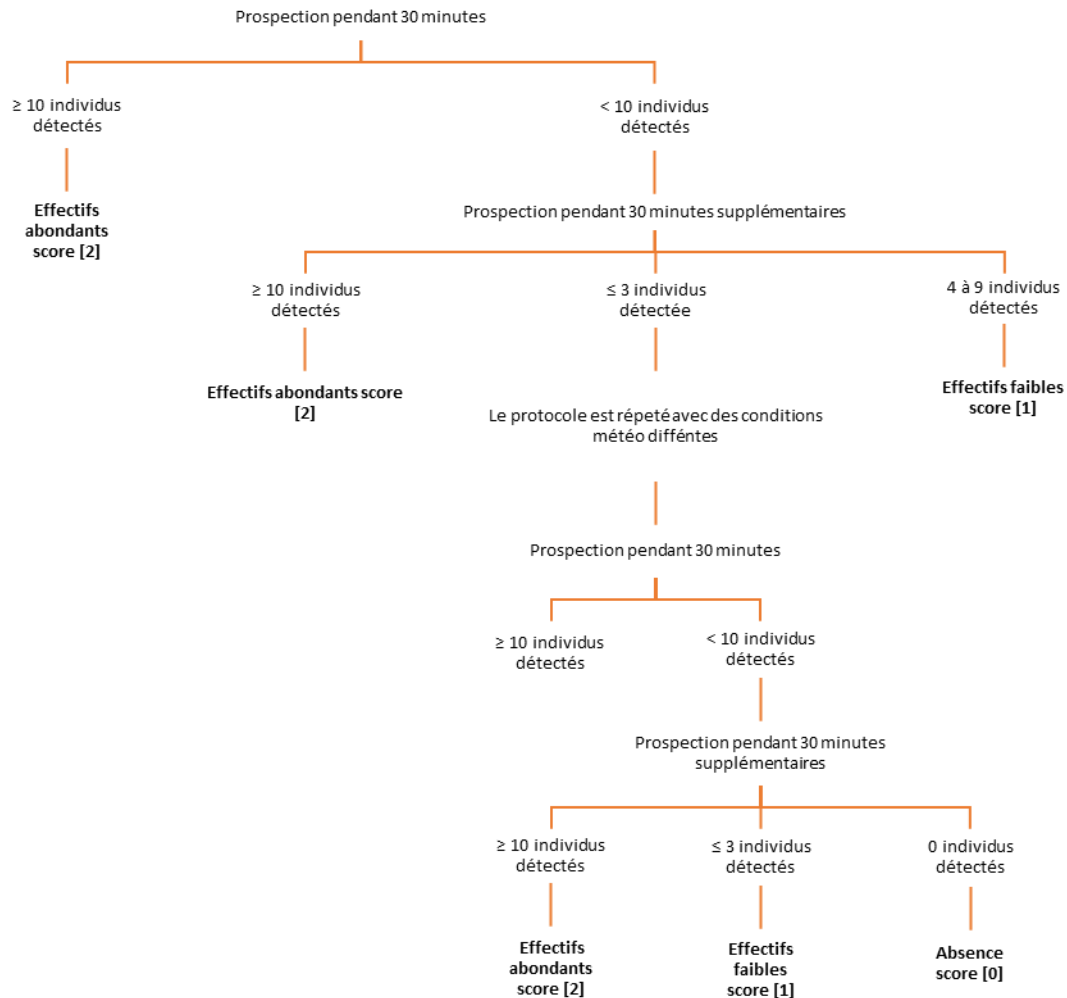 Prospection pendant 30 minutes
≥ 10 individus
détectés
< 10 individus
détectés
Effectifs
abondants
score [2]
Prospection pendant 30 minutes supplémentaires
≥ 10 individus
détectés
≤ 3 individus
détectée
4 à 9 individus
détectés
Effectifs abondants score
[2]
Effectifs faibles
score [1]
Le protocole est répeté avec des conditions
météo difféntes
Prospection pendant 30 minutes
≥ 10 individus
détectés
< 10 individus
détectés
Prospection pendant 30 minutes
supplémentaires
≥ 10 individus
détectés
≤ 3 individus
détectés
0 individus
détectés
Effectifs
abondants
score [2]
Effectifs
faibles
score [1]
Absence
score [0]